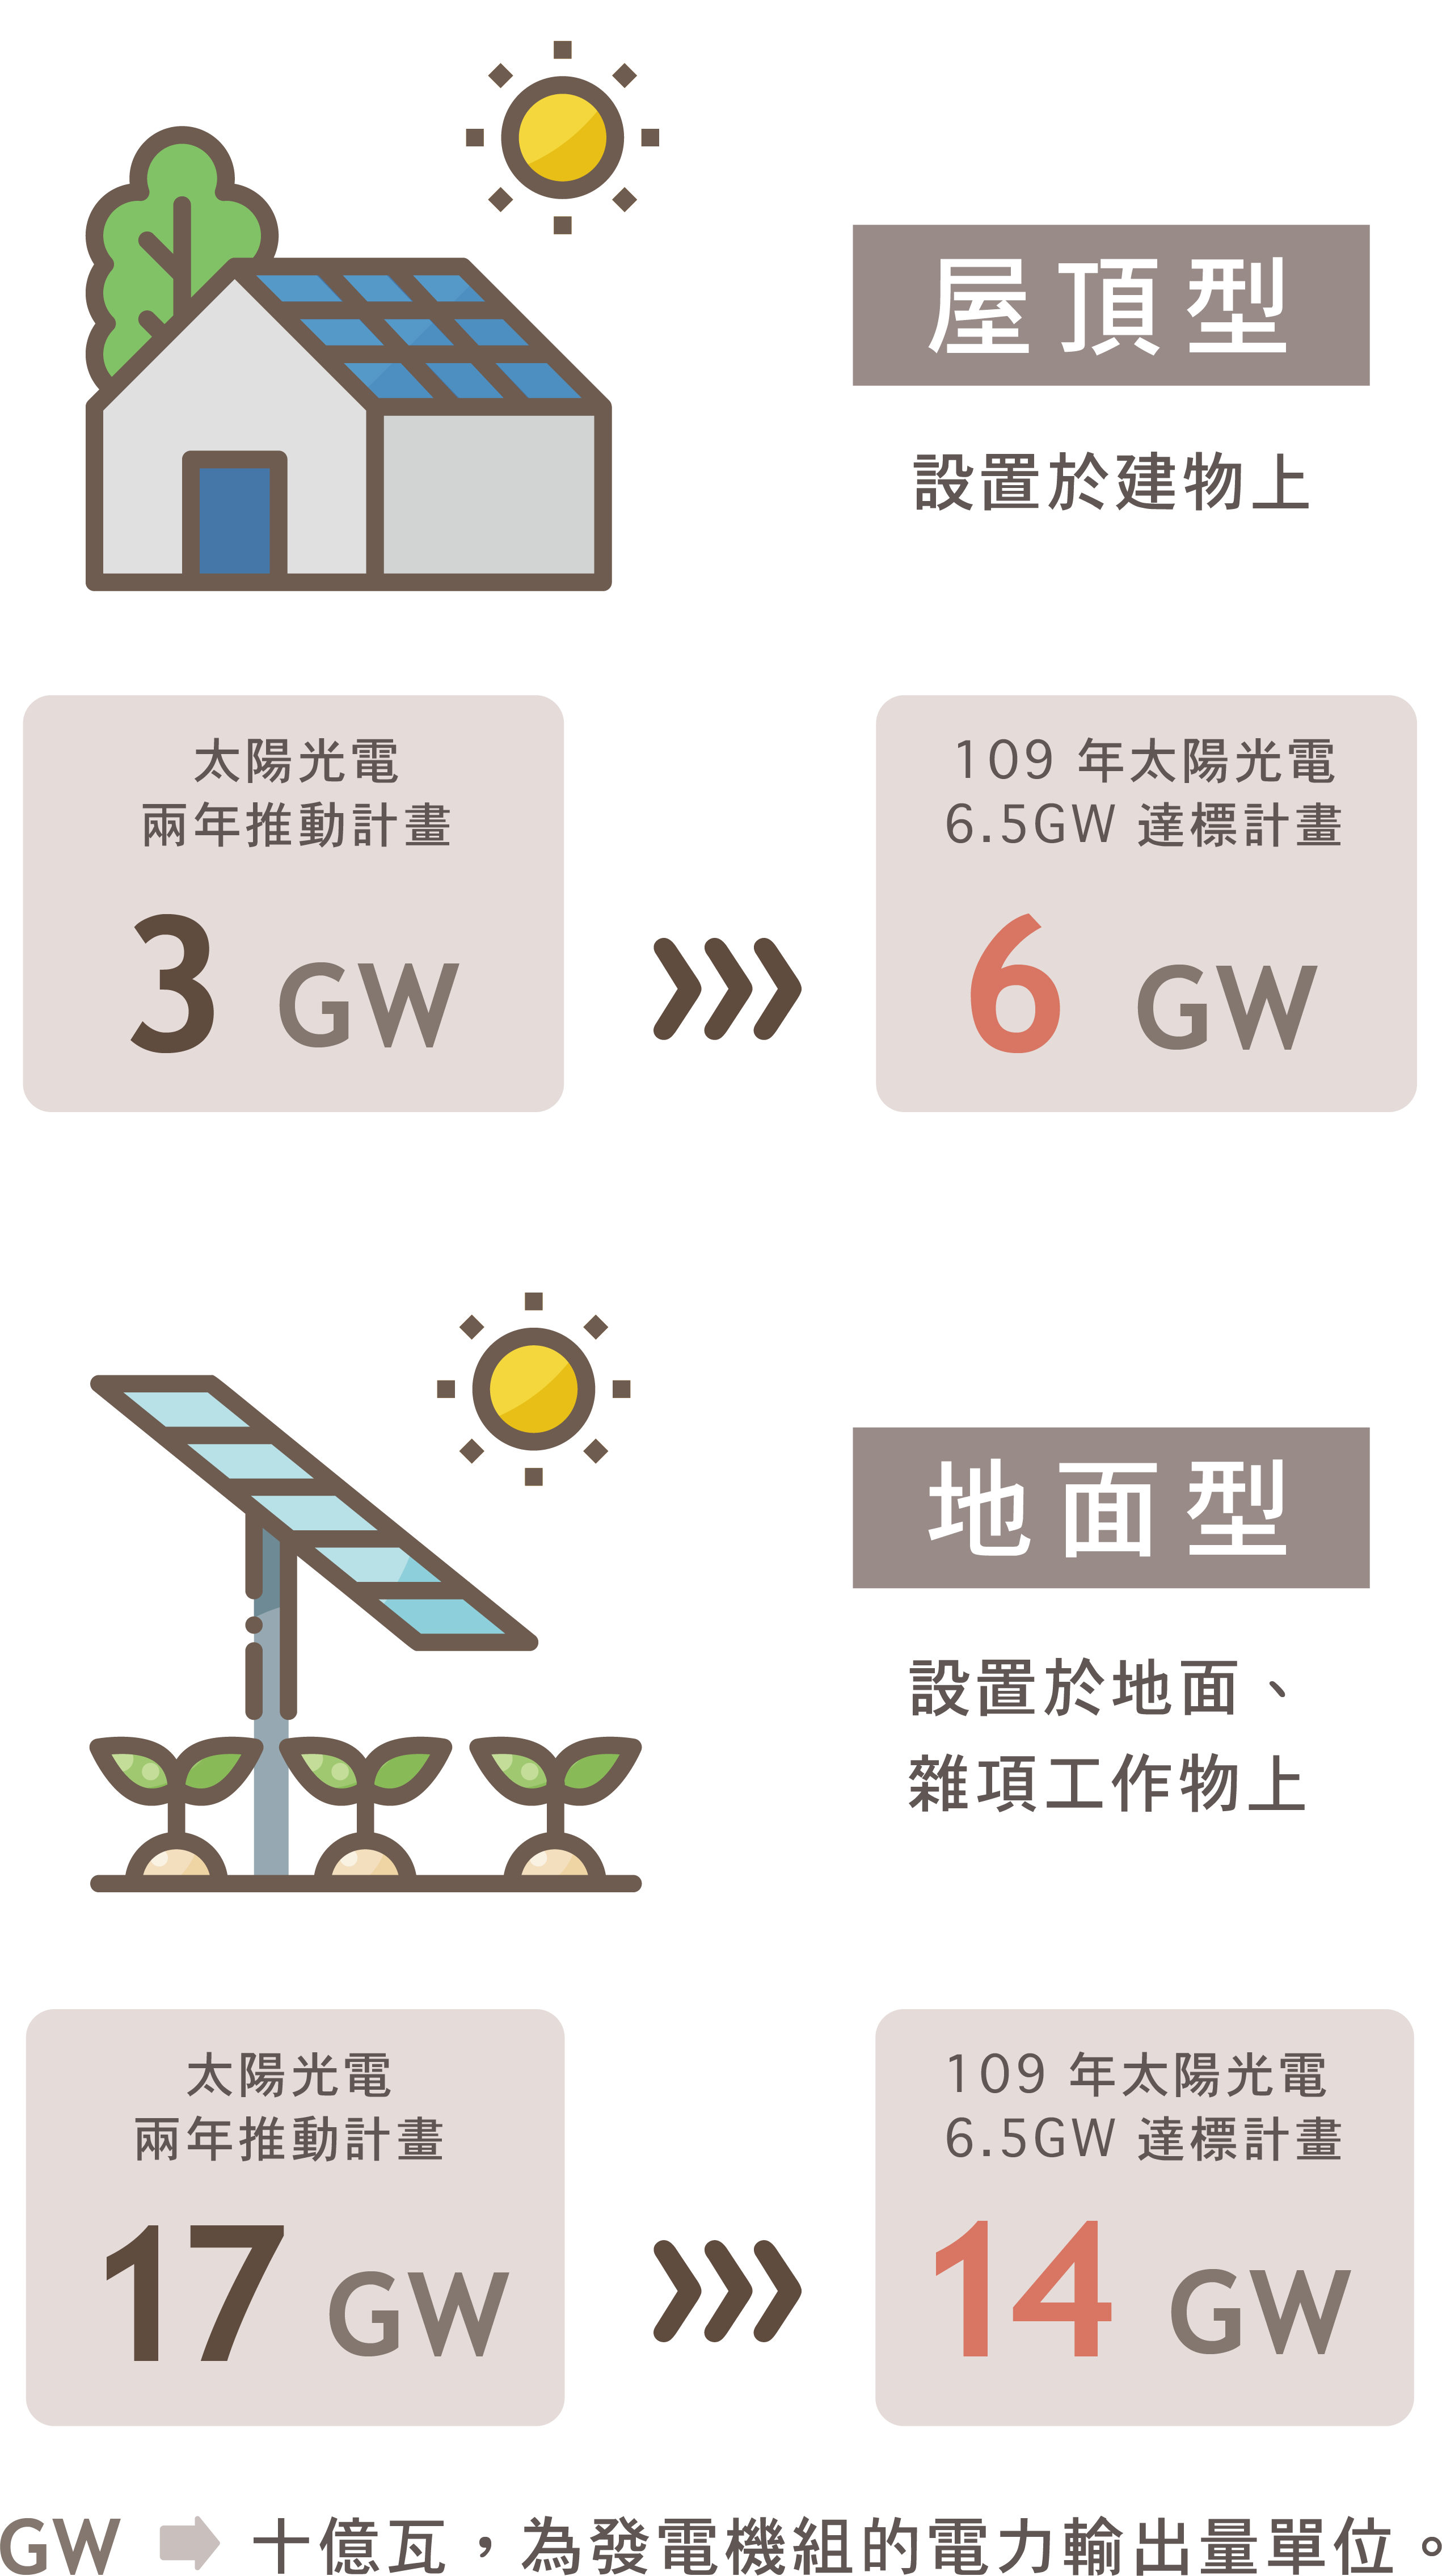 屋頂型
設置於建物上
太陽光電
兩年推動計畫
3 GW
109 年太陽光電
6.5GW 達標計畫
6 GW
地面型
設置於地面、
雜項工作物上
太陽光電
兩年推動計畫
17 GW
109 年太陽光電
6.5GW 達標計畫
14 GW
GW 十億瓦，為發電機組的電力輸出量單位。